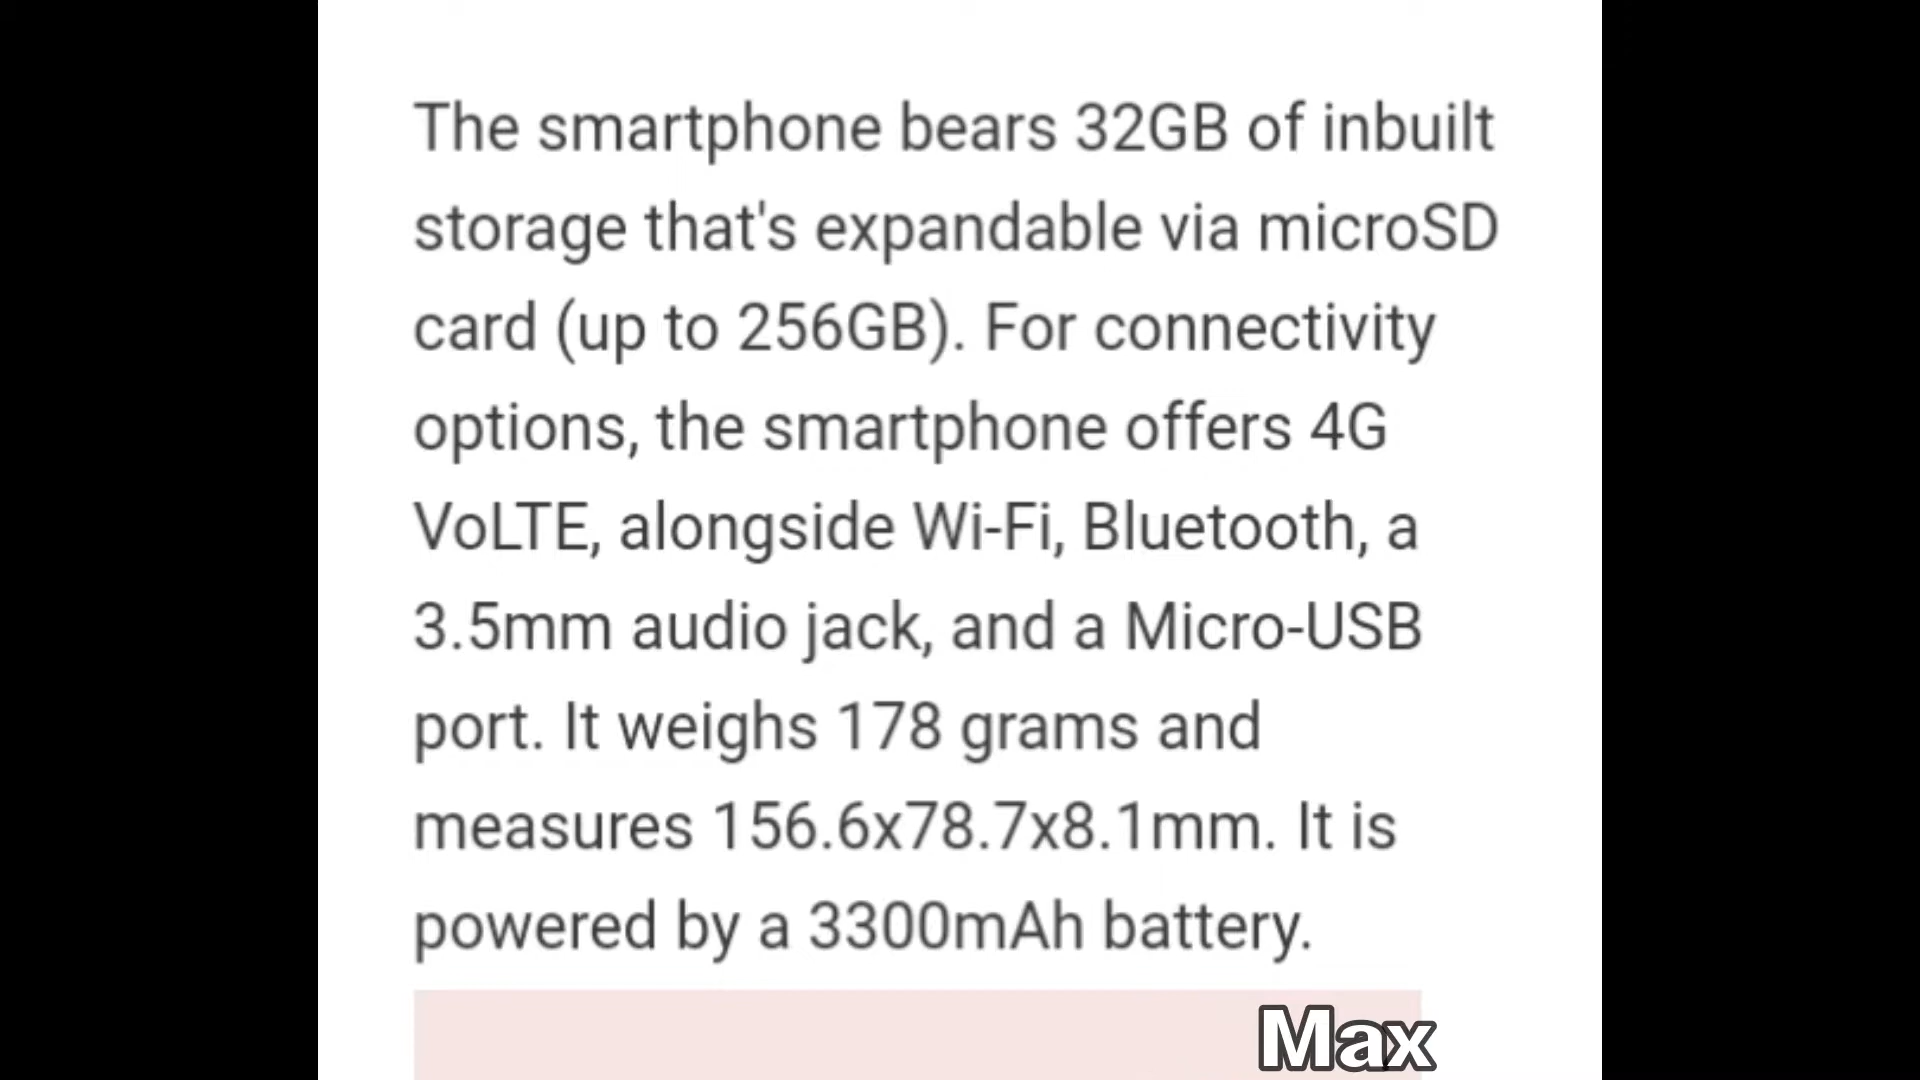 The smartphone bears 32GB of inbuilt
storage that's expandable via microSD
card (up to 256GB). For connectivity
options, the smartphone offers 4G
VoLTE, alongside Wi-Fi, Bluetooth, a
3.5mm audio jack, and a Micro-USB
port. It weighs 178 grams and
measures 156.6x78.7x8.1mm. It is
powered by a 3300mAh battery.
Max